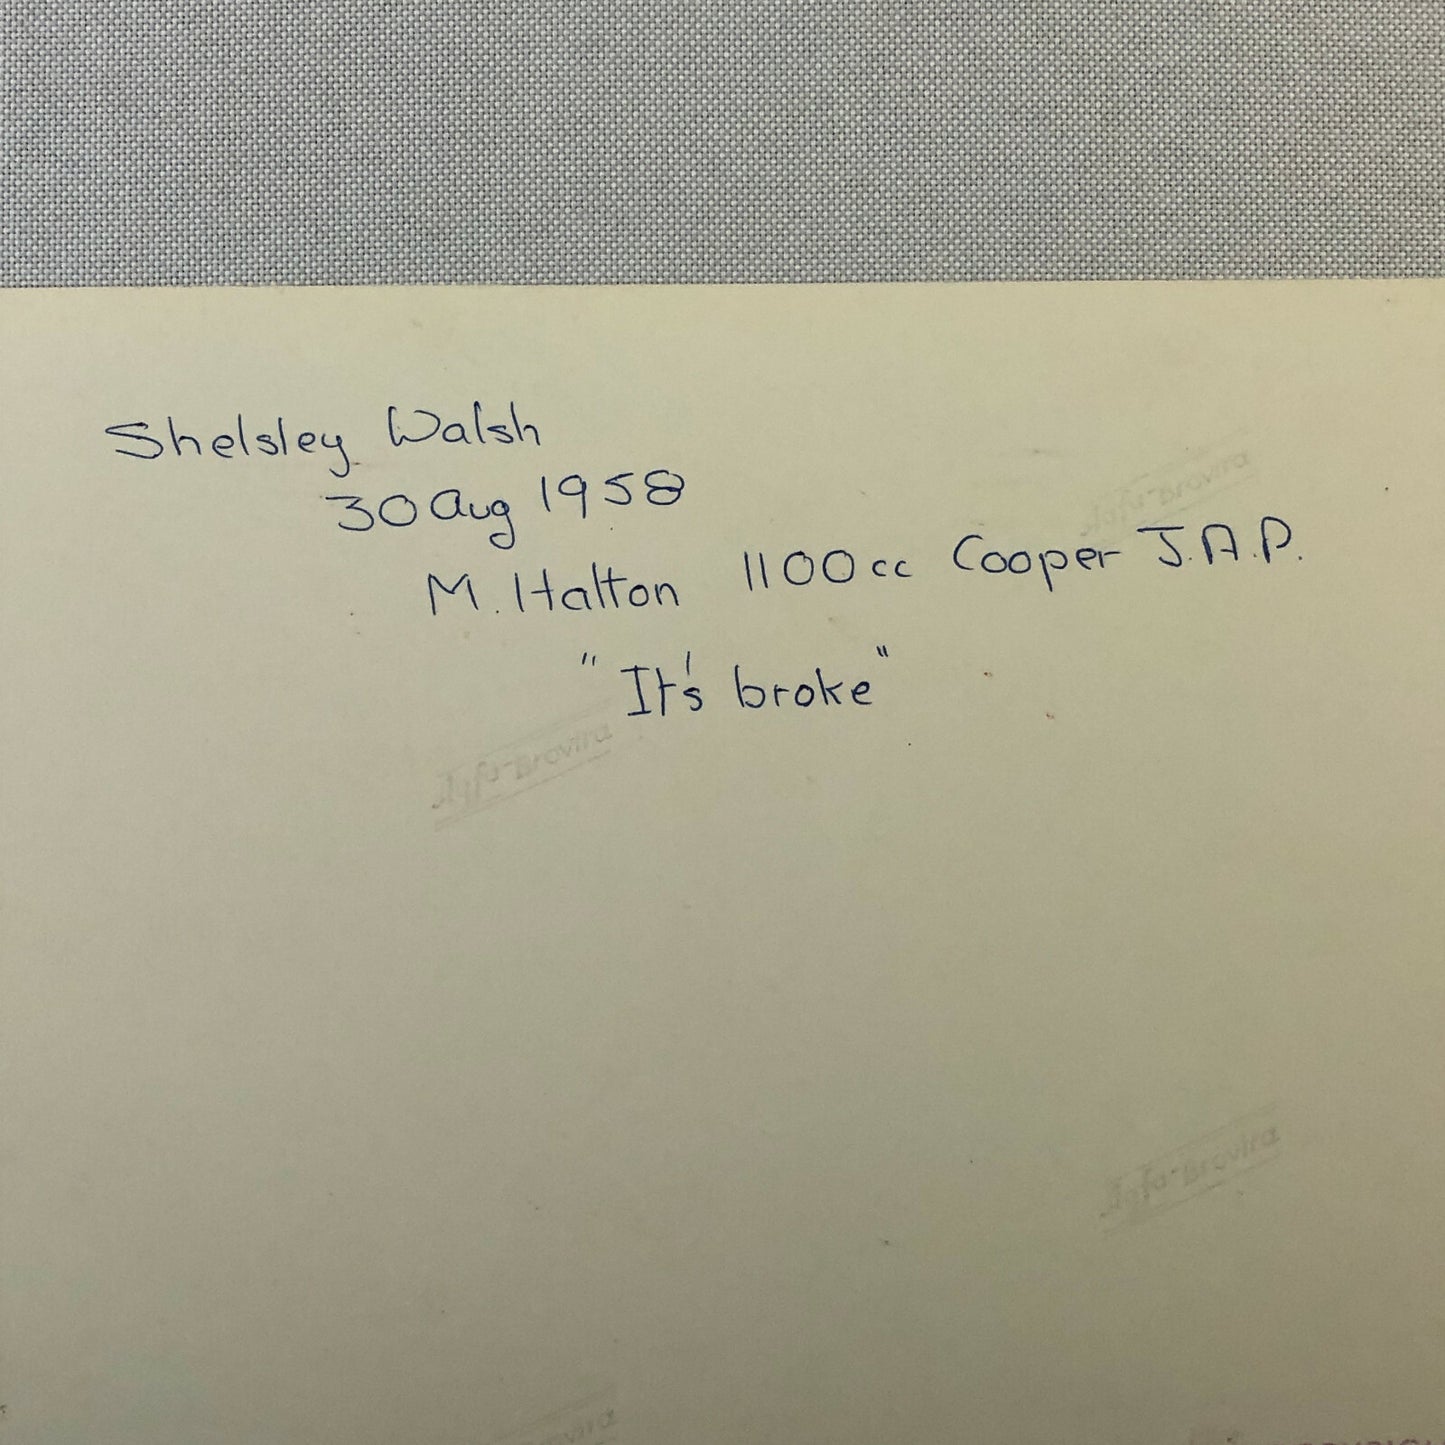 Shelsley Walsh
30 Aug 1958
M. Halton 1100cc Cooper J.A.P.
"It's broke"
Agfa-Brovira
Agfa-Brovira
Agfa-Brovira